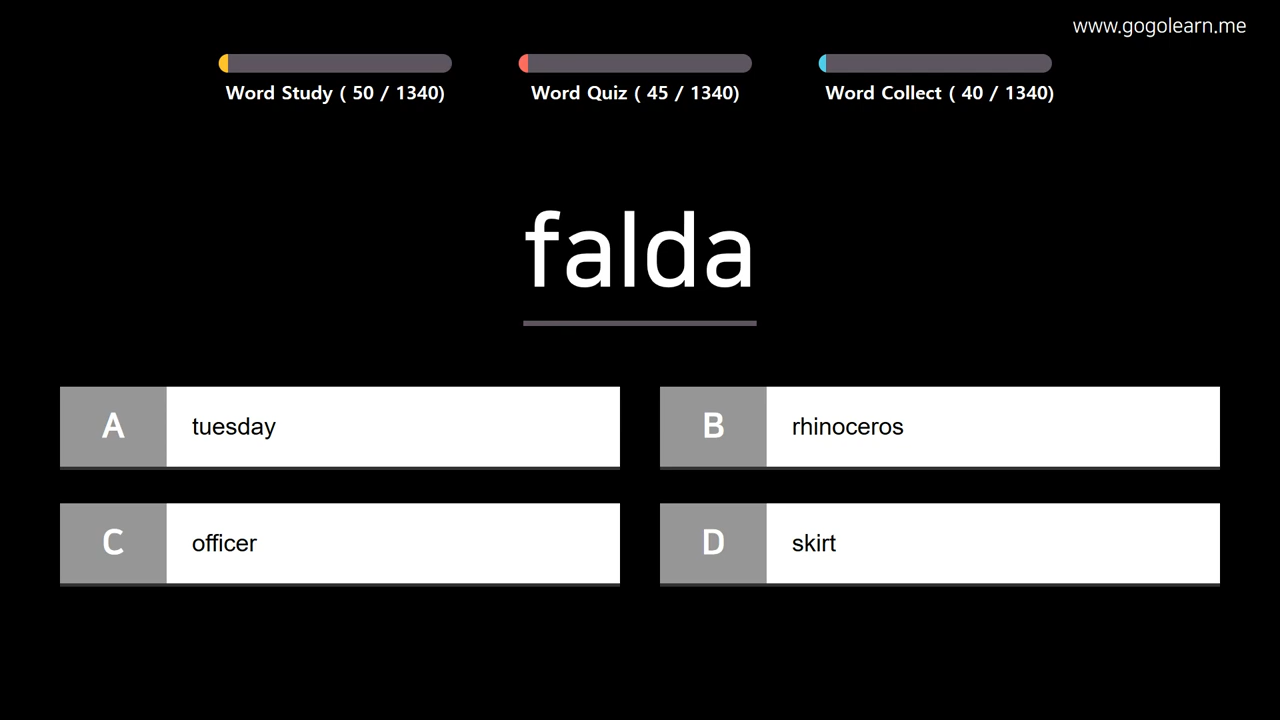 www.gogolearn.me
Word Study ( 50 / 1340)
Word Quiz ( 45 / 1340)
Word Collect ( 40 / 1340)
falda
A tuesday
B rhinoceros
C officer
D skirt